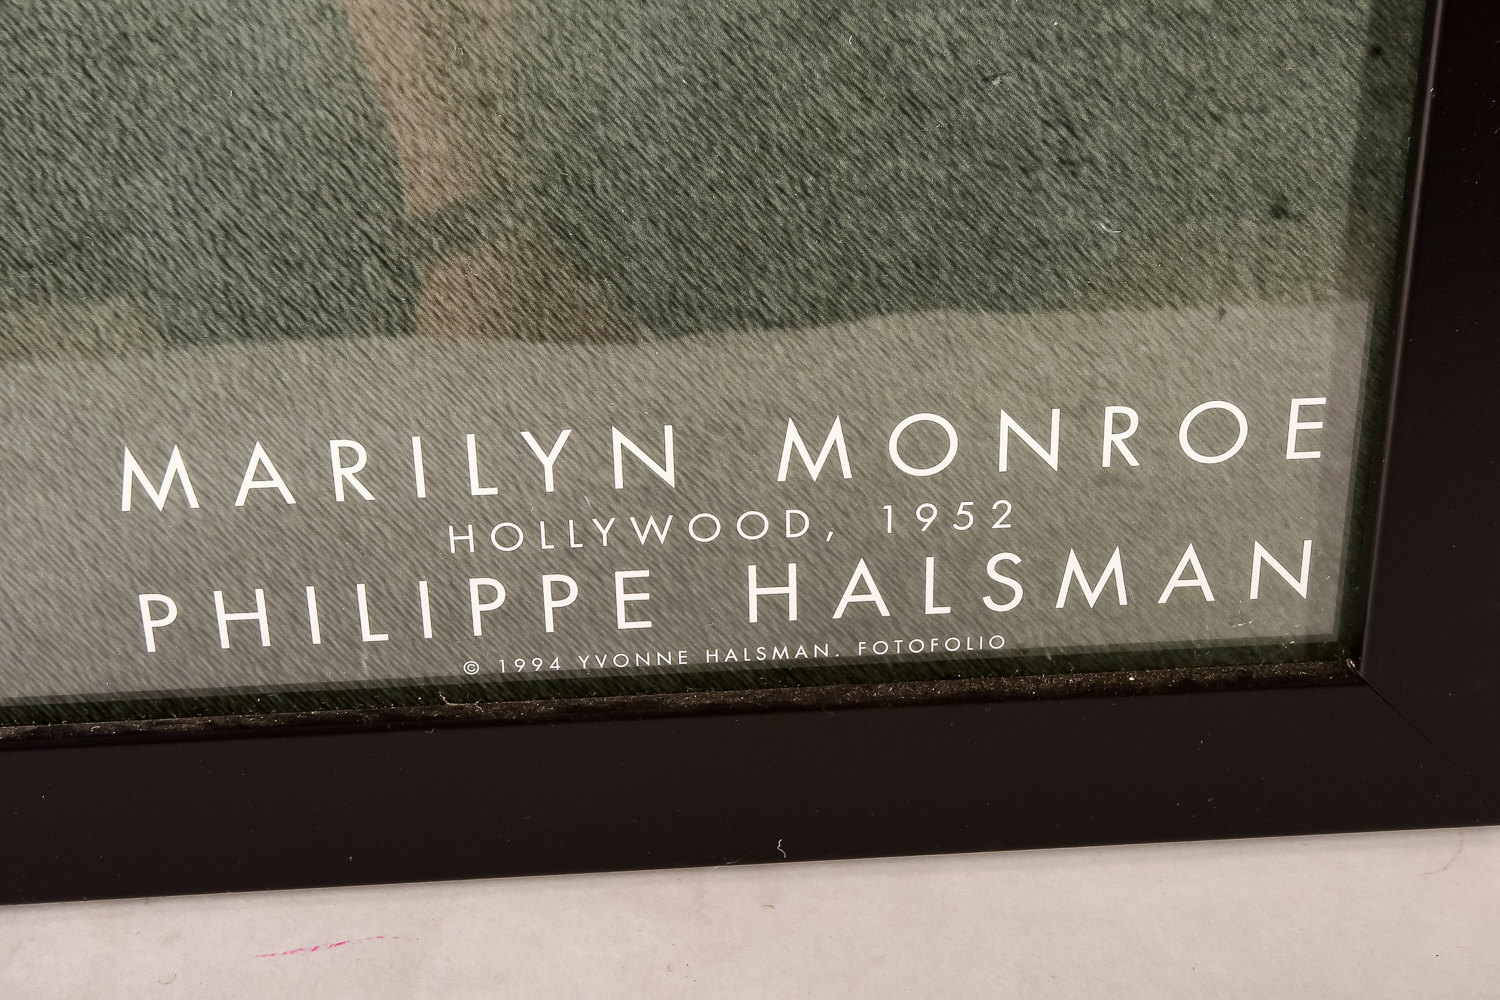 MARILYN MONROE
HOLLYWOOD, 1952
PHILIPPE HALSMAN
© 1994 YVONNE HALSMAN. FOTOFOLIO